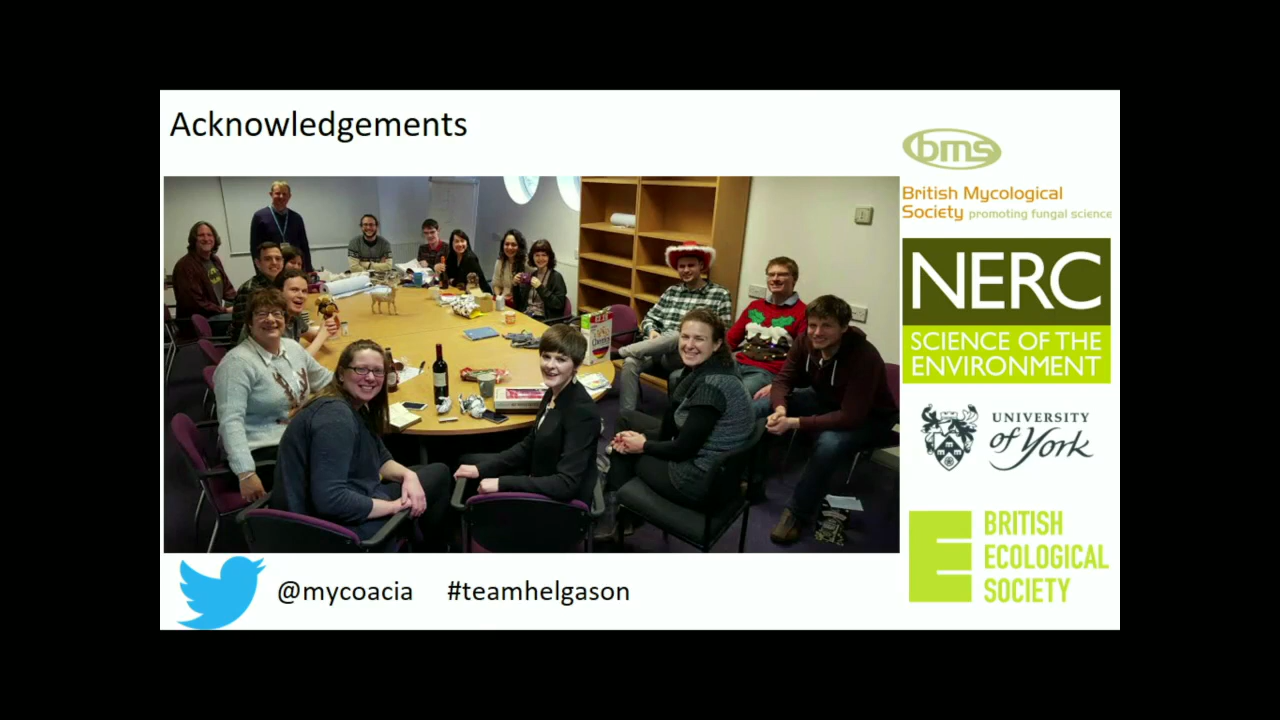 Acknowledgements
bms
British Mycological
Society promoting fungal science
NERC
SCIENCE OF THE
ENVIRONMENT
UNIVERSITY
of York
BRITISH
ECOLOGICAL
SOCIETY
@mycoacia #teamhelgason